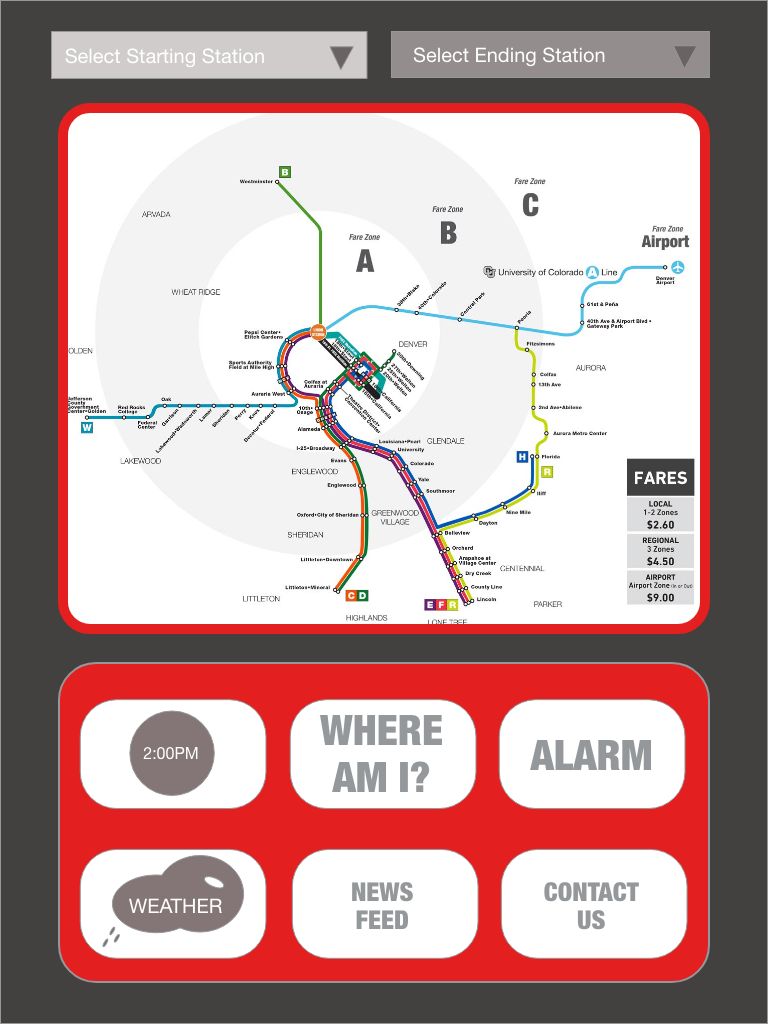 Select Starting Station
Select Ending Station
B
Westminster
Fare Zone
C
ARVADA
Fare Zone
B
Fare Zone
A
Fare Zone
Airport
University of Colorado A Line
Denver
Airport
WHEAT RIDGE
38th•Blake
40th•Colorado
Central Park
Peoria
61st & Peña
40th Ave & Airport Blvd •
Gateway Park
Pepsi Center•
Elitch Gardens
DENVER
Fitzsimons
OLDEN
Sports Authority
Field at Mile High
AURORA
Colfax
13th Ave
Colfax at
Auraria
Auraria West
Jefferson
County
Government
Center•Golden
W
Red Rocks
College
Federal
Center
Oak
Garrison
Lakewood•Wadsworth
Lamar
Sheridan
Perry
Knox
Decatur•Federal
10th•
Osage
2nd Ave•Abilene
Alameda
Aurora Metro Center
I-25•Broadway
Louisiana•Pearl
University
GLENDALE
Evans
LAKEWOOD
Colorado
H
Florida
R
ENGLEWOOD
Yale
Englewood
Southmoor
Iliff
Oxford•City of Sheridan
GREENWOOD
VILLAGE
Nine Mile
Dayton
SHERIDAN
Belleview
Orchard
Littleton•Downtown
Arapahoe at
Village Center
CENTENNIAL
Dry Creek
Littleton•Mineral
County Line
C D
E F R
Lincoln
LITTLETON
PARKER
HIGHLANDS
LONE TREE
FARES
LOCAL
1-2 Zones
$2.60
REGIONAL
3 Zones
$4.50
AIRPORT
Airport Zone (In or Out)
$9.00
2:00PM
WHERE
AM I?
ALARM
WEATHER
NEWS
FEED
CONTACT
US